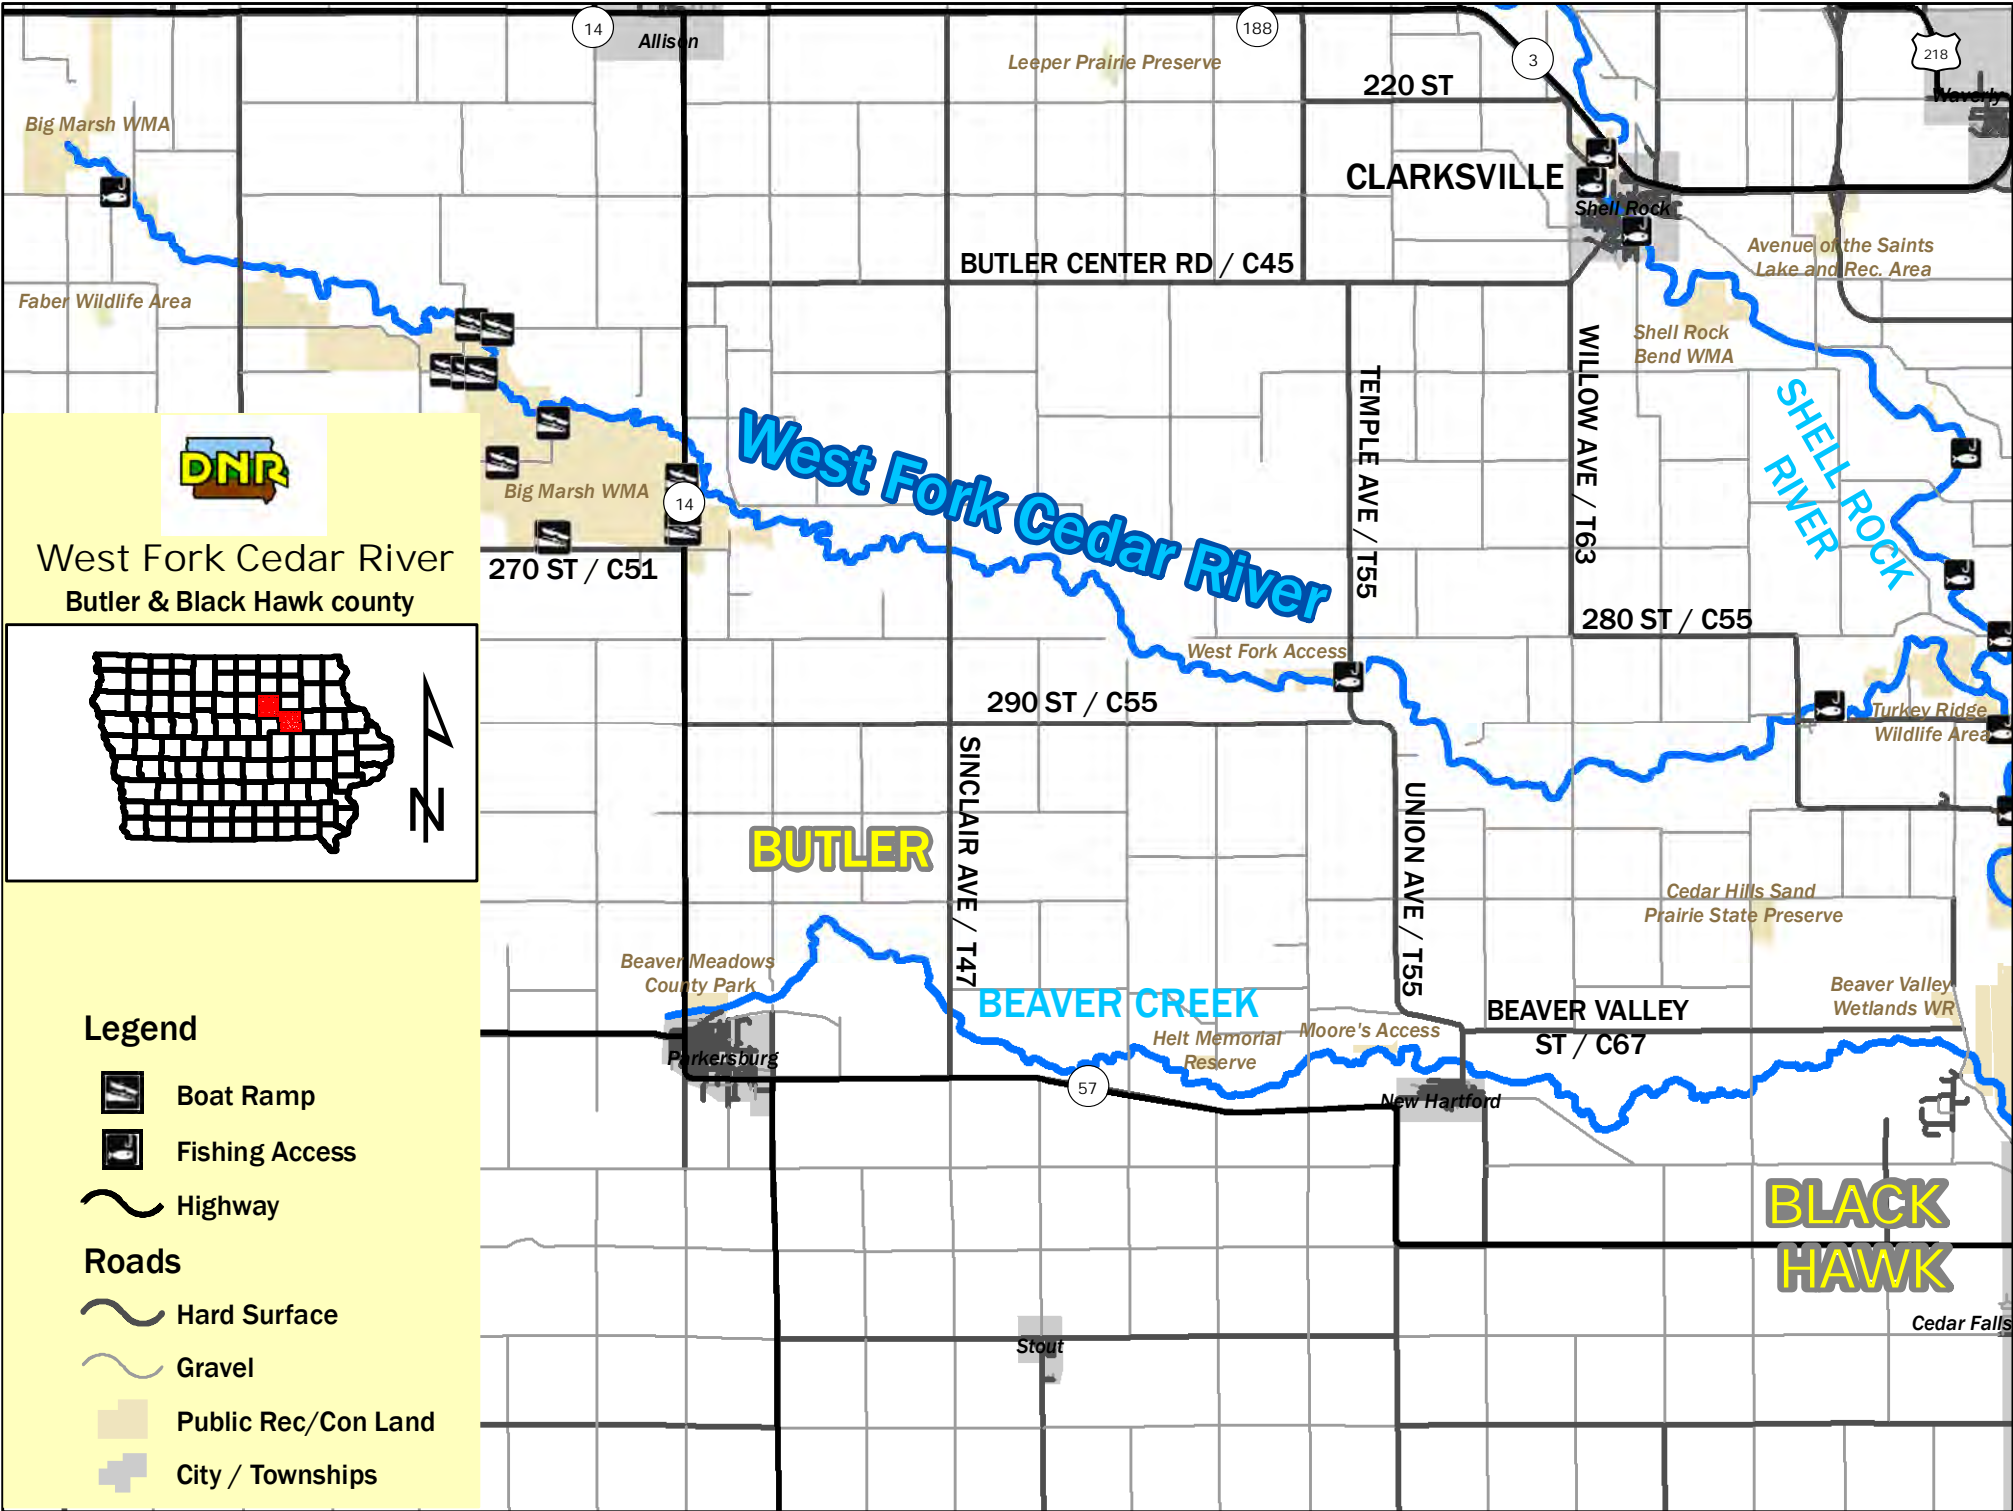 14
Allison
188
Leeper Prairie Preserve
3
218
Waverly
220 ST
Big Marsh WMA
CLARKSVILLE
Shell Rock
BUTLER CENTER RD / C45
Avenue of the Saints
Lake and Rec. Area
Faber Wildlife Area
Shell Rock
Bend WMA
WILLOW AVE / T63
TEMPLE AVE / T55
SHELL ROCK
RIVER
West Fork Cedar River
DNR
Big Marsh WMA
14
West Fork Cedar River
Butler & Black Hawk county
270 ST / C51
280 ST / C55
West Fork Access
290 ST / C55
Turkey Ridge
Wildlife Area
SINCLAIR AVE / T47
UNION AVE / T55
N
BUTLER
Cedar Hills Sand
Prairie State Preserve
Beaver Meadows
County Park
BEAVER CREEK
BEAVER VALLEY
ST / C67
Beaver Valley
Wetlands WR
Helt Memorial
Reserve
Moore's Access
Parkersburg
57
New Hartford
Legend
Boat Ramp
Fishing Access
Highway
Roads
Hard Surface
Gravel
Public Rec/Con Land
City / Townships
BLACK
HAWK
Cedar Falls
Stout